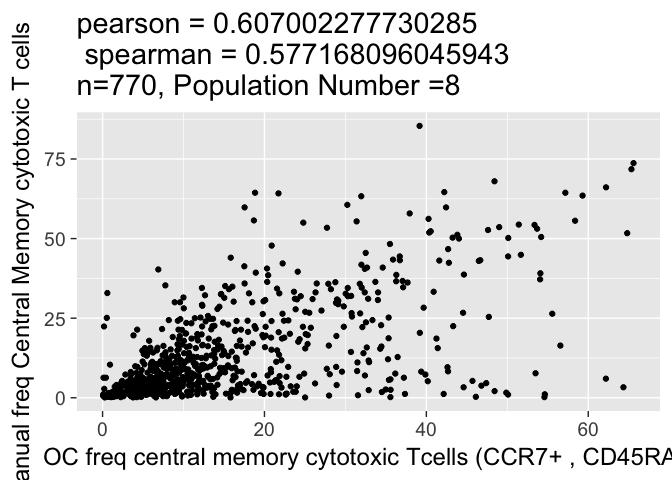 pearson = 0.607002277730285
spearman = 0.577168096045943
n=770, Population Number =8
anual freq Central Memory cytotoxic T cells
75
50
25
0
0 20 40 60
OC freq central memory cytotoxic Tcells (CCR7+ , CD45RA